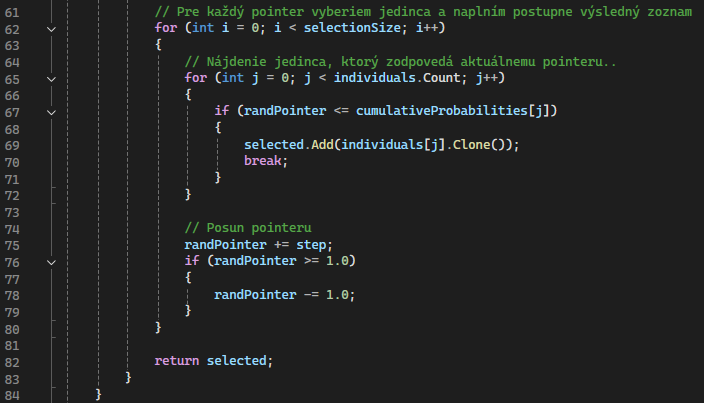 61 // Pre každý pointer vyberiem jedinca a naplním postupne výsledný zoznam
62 for (int i = 0; i < selectionSize; i++)
63 {
64 // Nájdenie jedinca, ktorý zodpovedá aktuálnemu pointeru..
65 for (int j = 0; j < individuals.Count; j++)
66 {
67 if (randPointer <= cumulativeProbabilities[j])
68 {
69 selected.Add(individuals[j].Clone());
70 break;
71 }
72 }
73
74 // Posun pointeru
75 randPointer += step;
76 if (randPointer >= 1.0)
77 {
78 randPointer -= 1.0;
79 }
80 }
81
82 return selected;
83 }
84 }